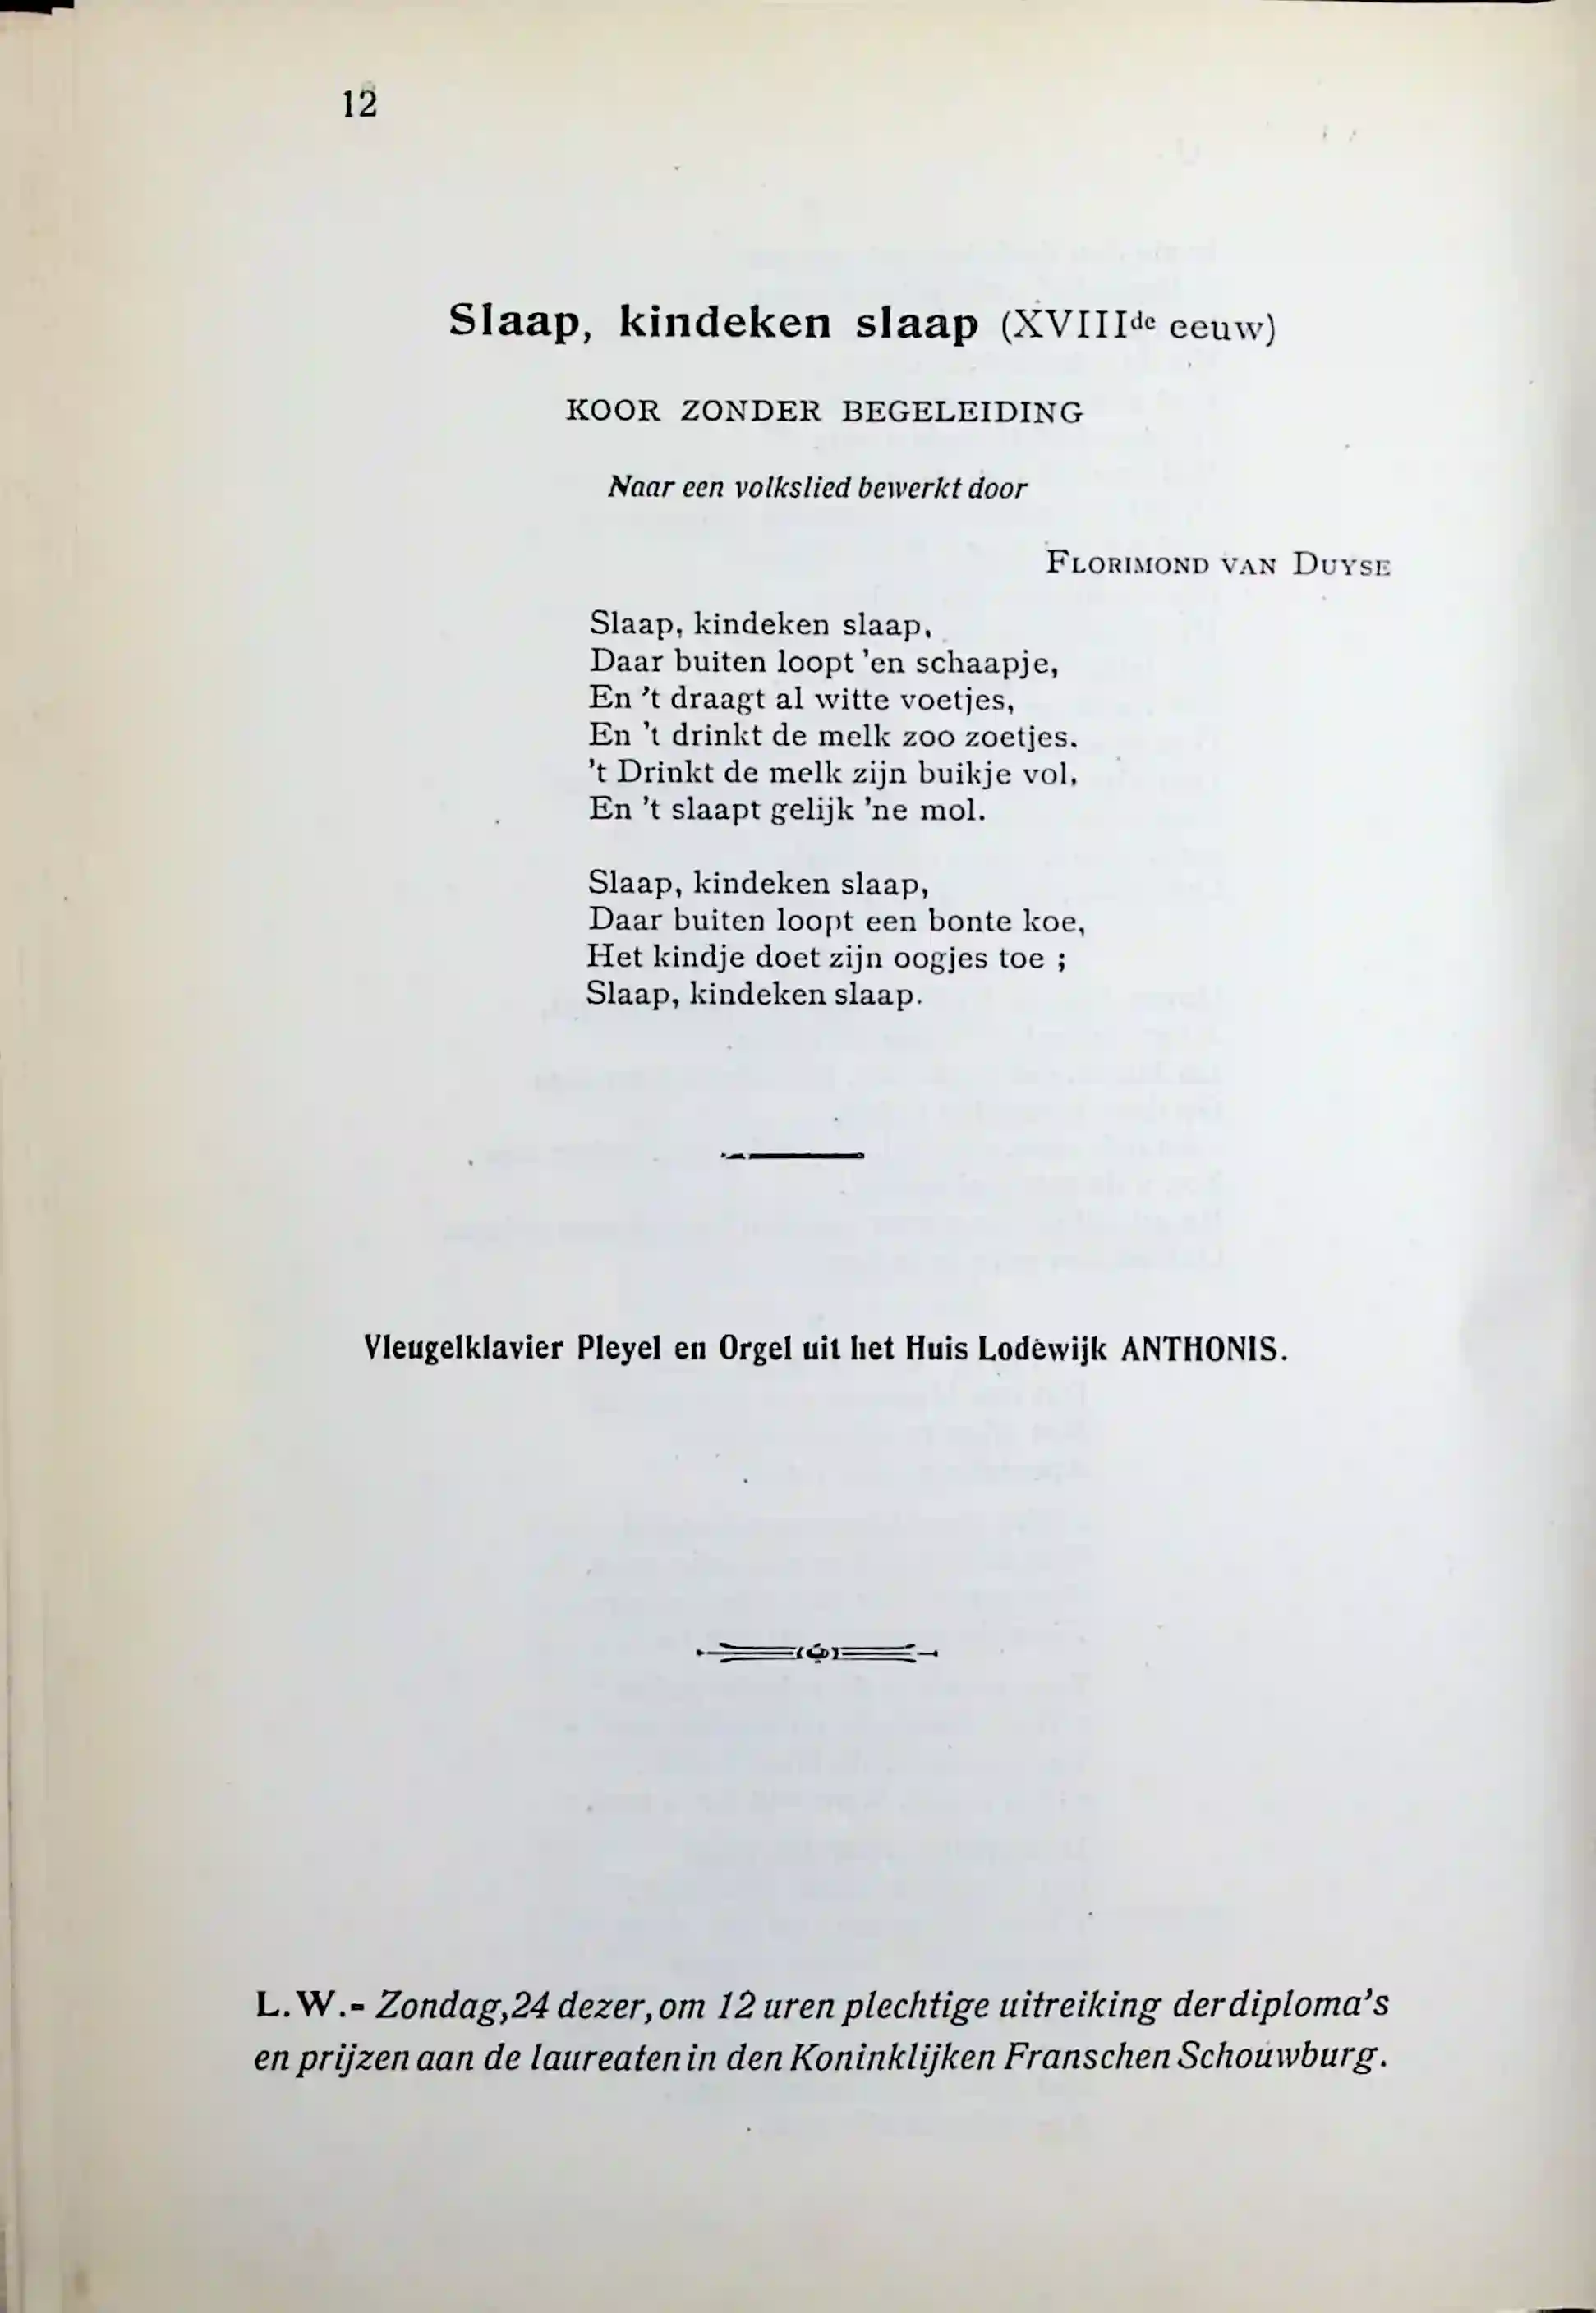 12
Slaap, kindeken slaap (XVIIIde eeuw)
KOOR ZONDER BEGELEIDING
Naar een volkslied bewerkt door
FLORIMOND VAN DUYSE
Slaap, kindeken slaap,
Daar buiten loopt 'en schaapje,
En 't draagt al witte voetjes,
En 't drinkt de melk zoo zoetjes.
't Drinkt de melk zijn buikje vol,
En 't slaapt gelijk 'ne mol.
Slaap, kindeken slaap,
Daar buiten loopt een bonte koe,
Het kindje doet zijn oogjes toe ;
Slaap, kindeken slaap.
Vleugelklavier Pleyel en Orgel uit het Huis Lodewijk ANTHONIS.
L.W.- Zondag, 24 dezer, om 12 uren plechtige uitreiking der diploma's
en prijzen aan de laureaten in den Koninklijken Franschen Schouwburg.